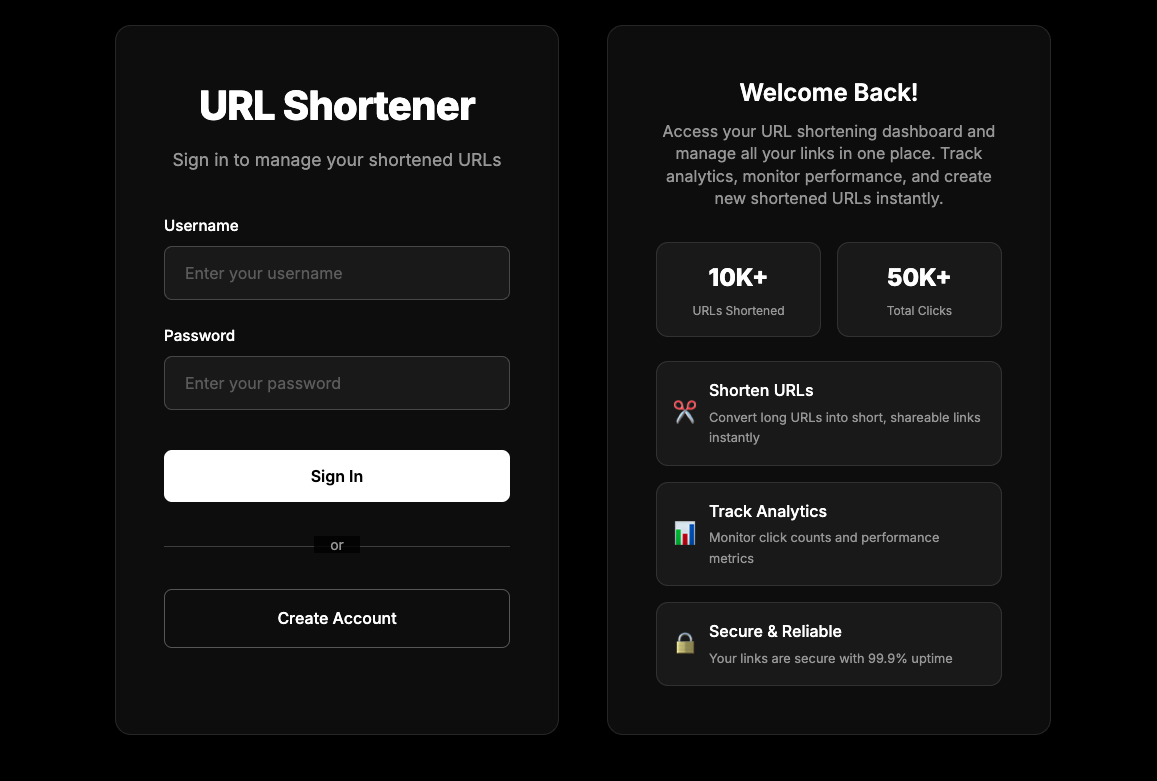 URL Shortener
Sign in to manage your shortened URLs
Username
Enter your username
Password
Enter your password
Sign In
or
Create Account
Welcome Back!
Access your URL shortening dashboard and
manage all your links in one place. Track
analytics, monitor performance, and create
new shortened URLs instantly.
10K+
URLs Shortened
50K+
Total Clicks
Shorten URLs
Convert long URLs into short, shareable links
instantly
Track Analytics
Monitor click counts and performance
metrics
Secure & Reliable
Your links are secure with 99.9% uptime